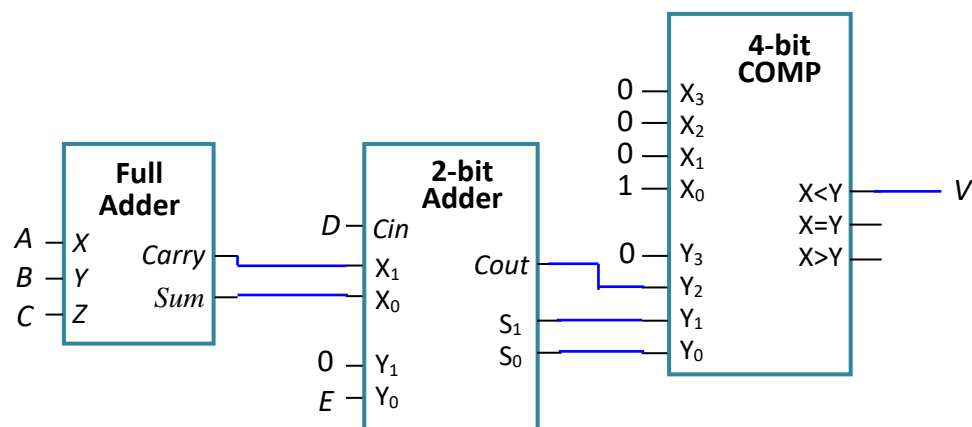 4-bit
COMP
0 X₃
0 X₂
0 X₁
1 X₀
X<Y V
X=Y
X>Y
0 Y₃
Y₂
Y₁
Y₀
Full
Adder
A X
B Y
C Z
Carry
Sum
2-bit
Adder
D Cin
X₁
X₀
0 Y₁
E Y₀
Cout
S₁
S₀